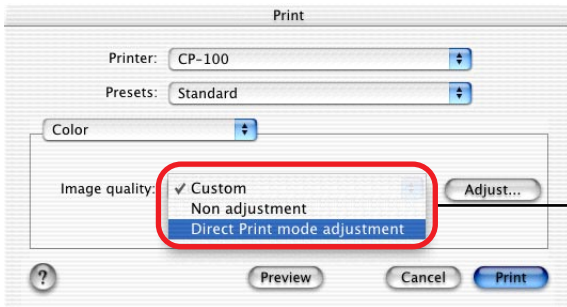 Print
Printer: CP-100
Presets: Standard
Color
Image quality: ✓ Custom Adjust...
Non adjustment
Direct Print mode adjustment
? Preview Cancel Print